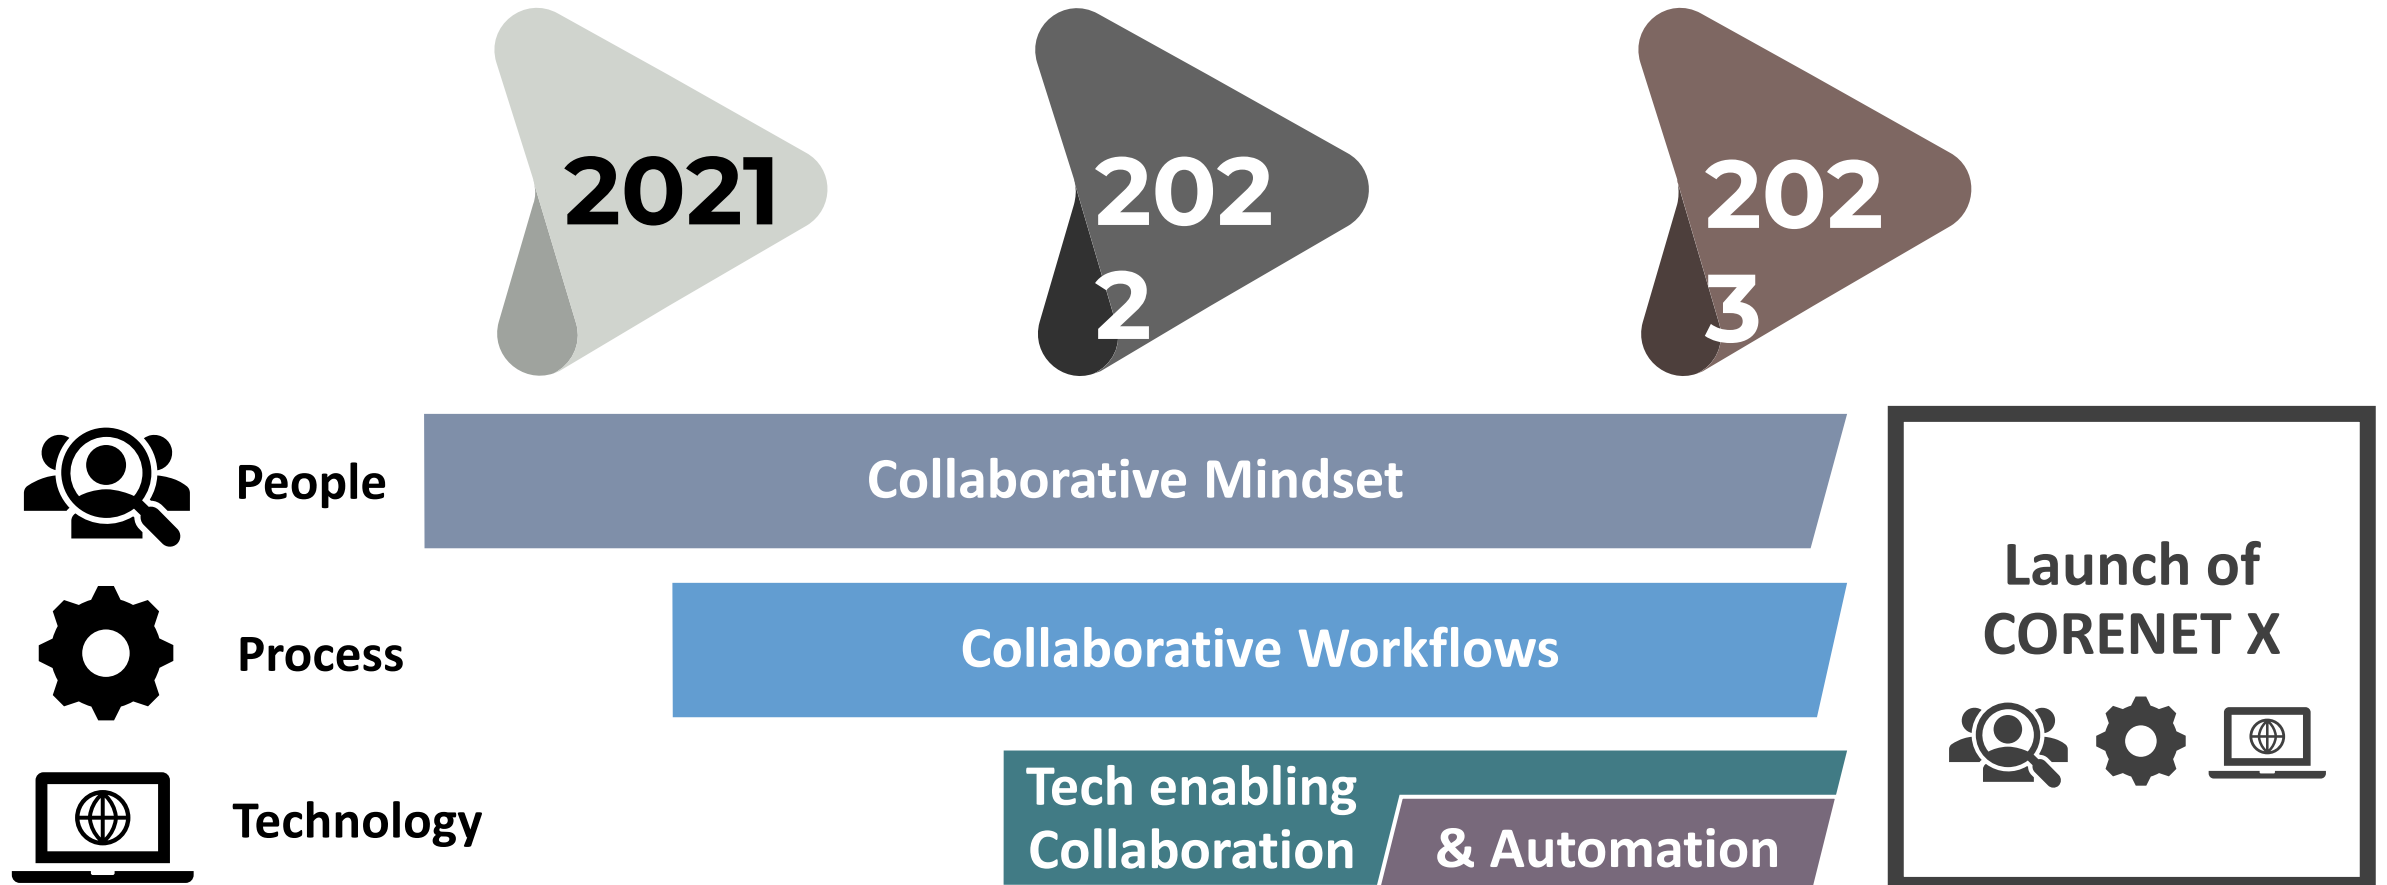 2021
202
2
202
3
People
Collaborative Mindset
Process
Collaborative Workflows
Technology
Tech enabling
Collaboration
& Automation
Launch of
CORENET X